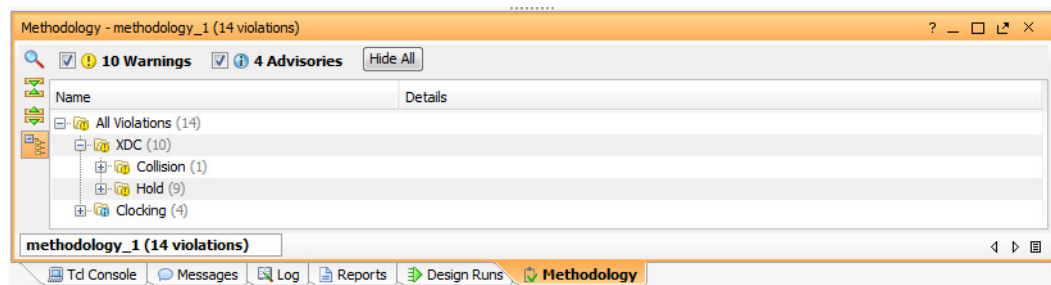 Methodology - methodology_1 (14 violations) ?
10 Warnings 4 Advisories Hide All
Name Details
All Violations (14)
XDC (10)
Collision (1)
Hold (9)
Clocking (4)
methodology_1 (14 violations)
Tcl Console Messages Log Reports Design Runs Methodology